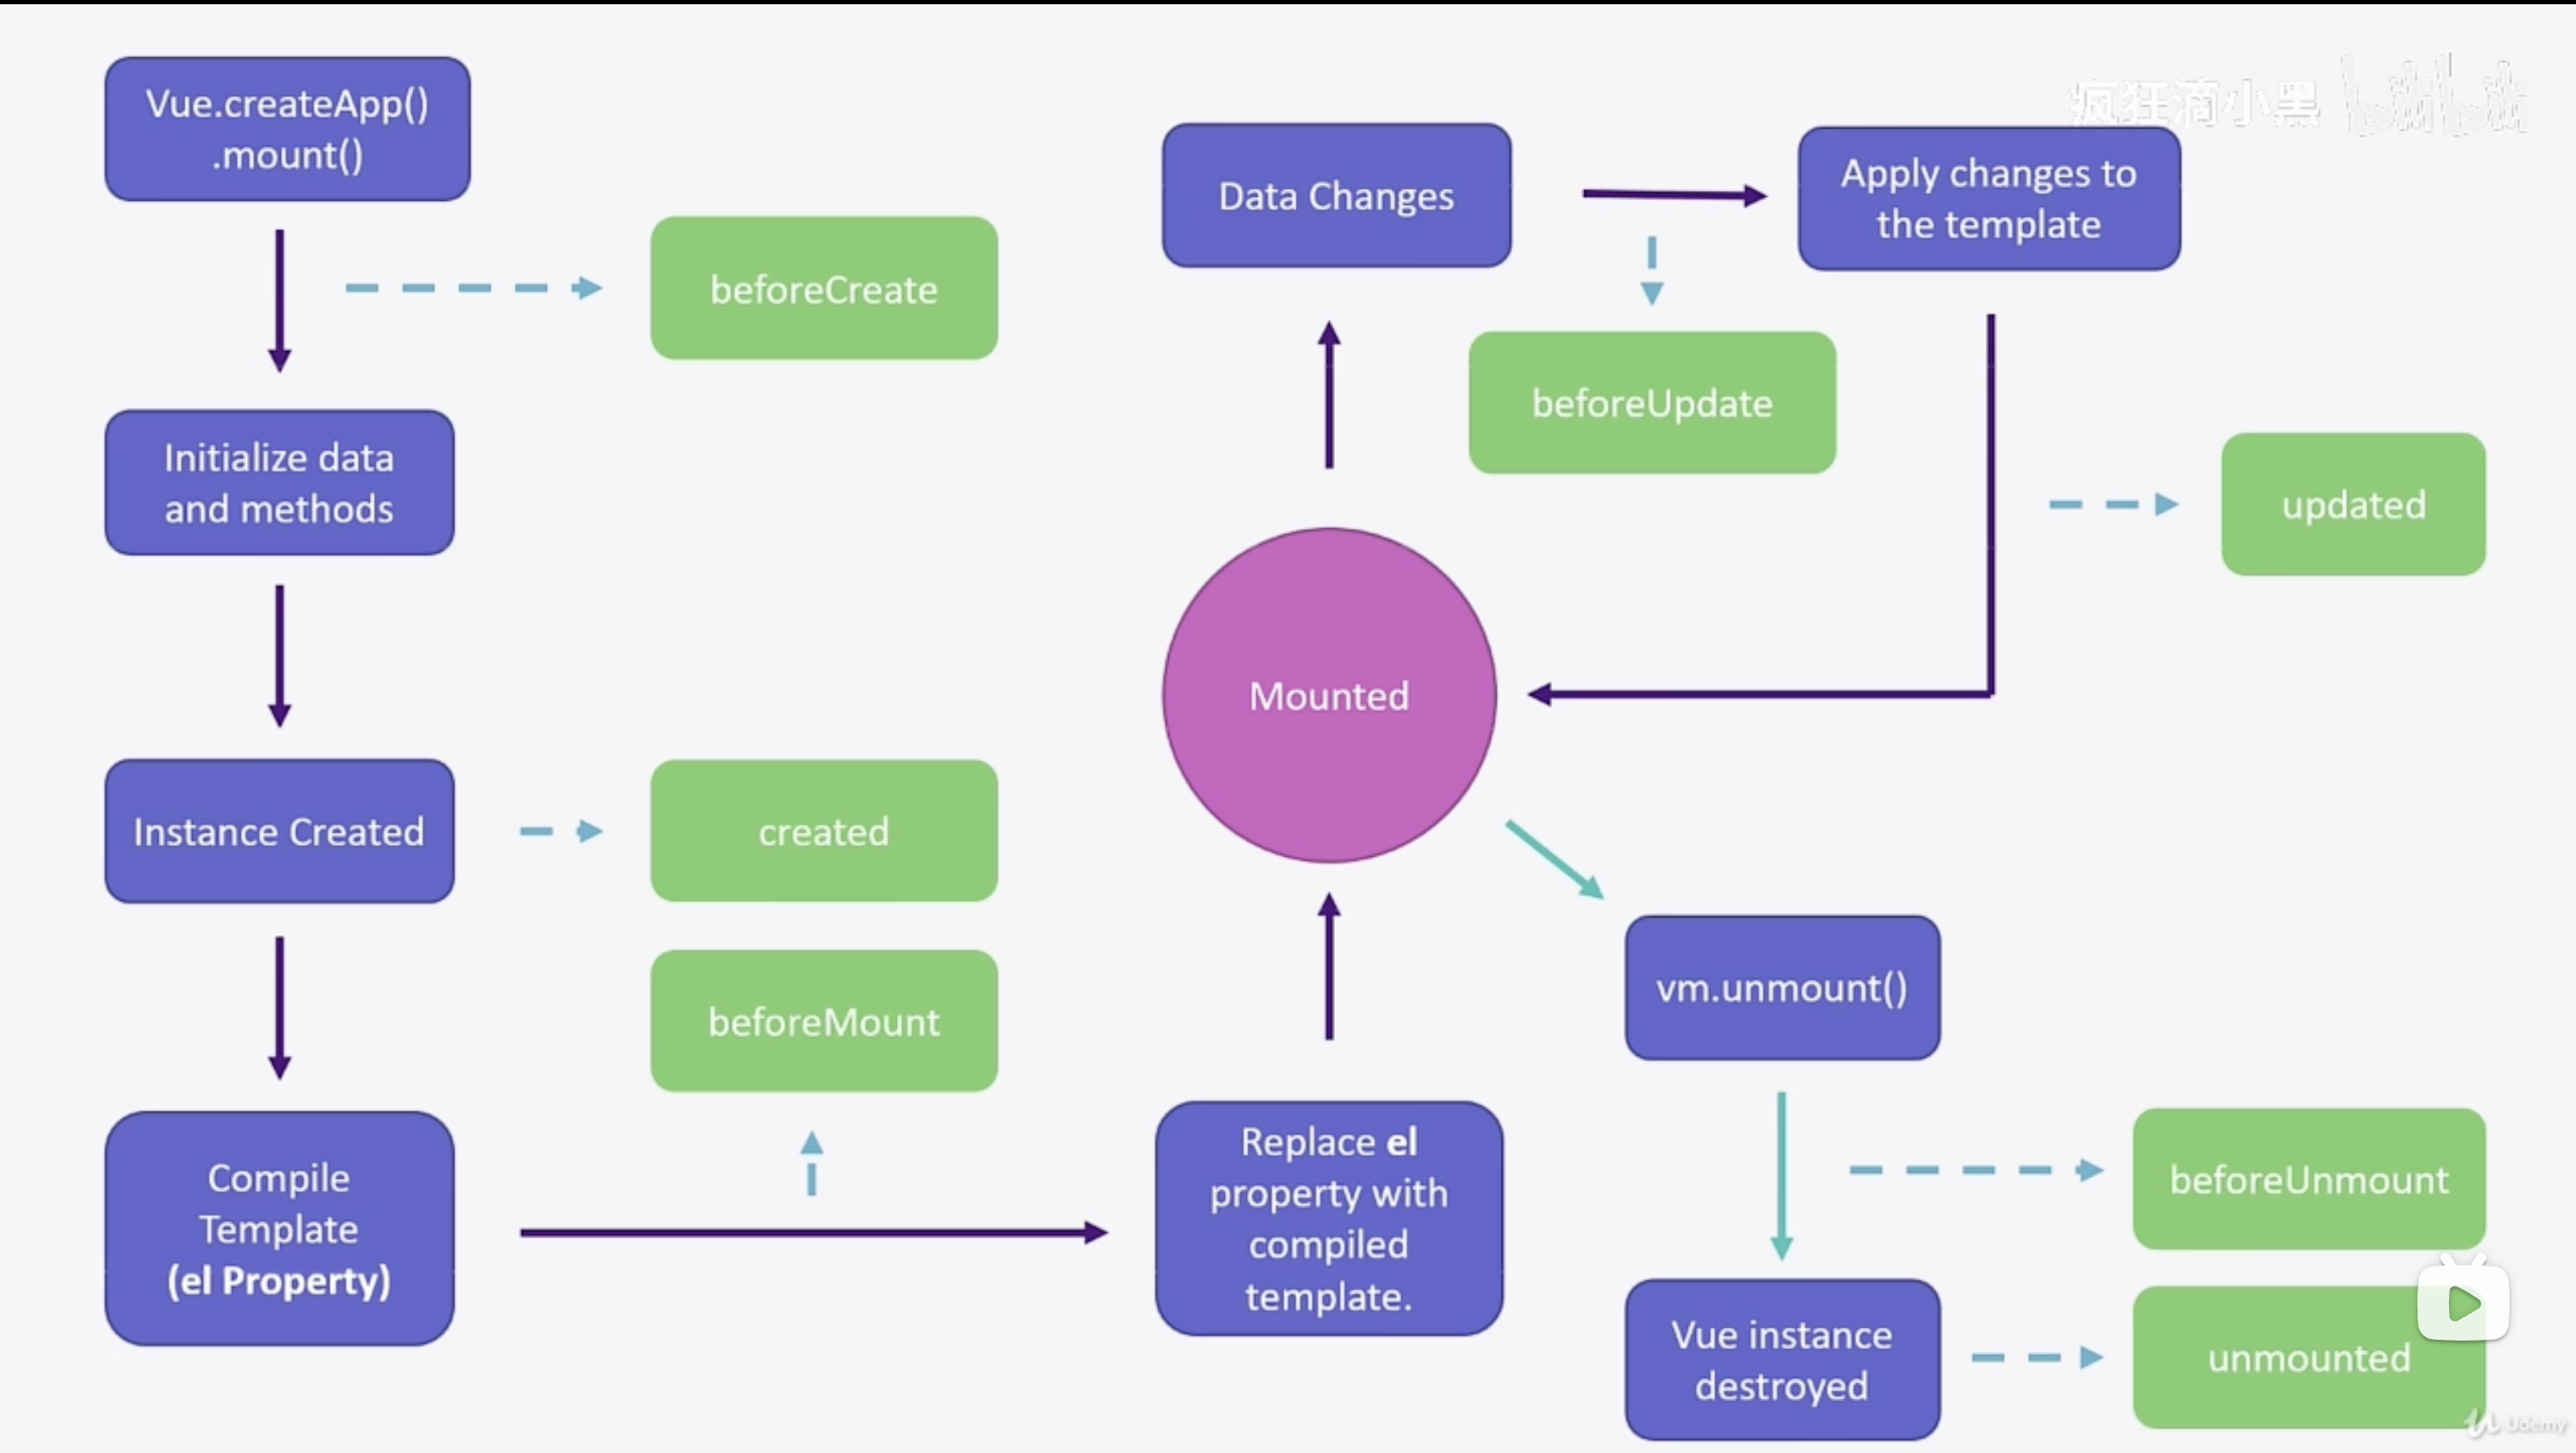 Vue.createApp()
.mount()
beforeCreate
Initialize data
and methods
Instance Created
created
beforeMount
Compile
Template
(el Property)
疯狂滴小黑 bilibili
Data Changes
Apply changes to
the template
beforeUpdate
updated
Mounted
Replace el
property with
compiled
template.
vm.unmount()
beforeUnmount
Vue instance
destroyed
unmounted
Udemy